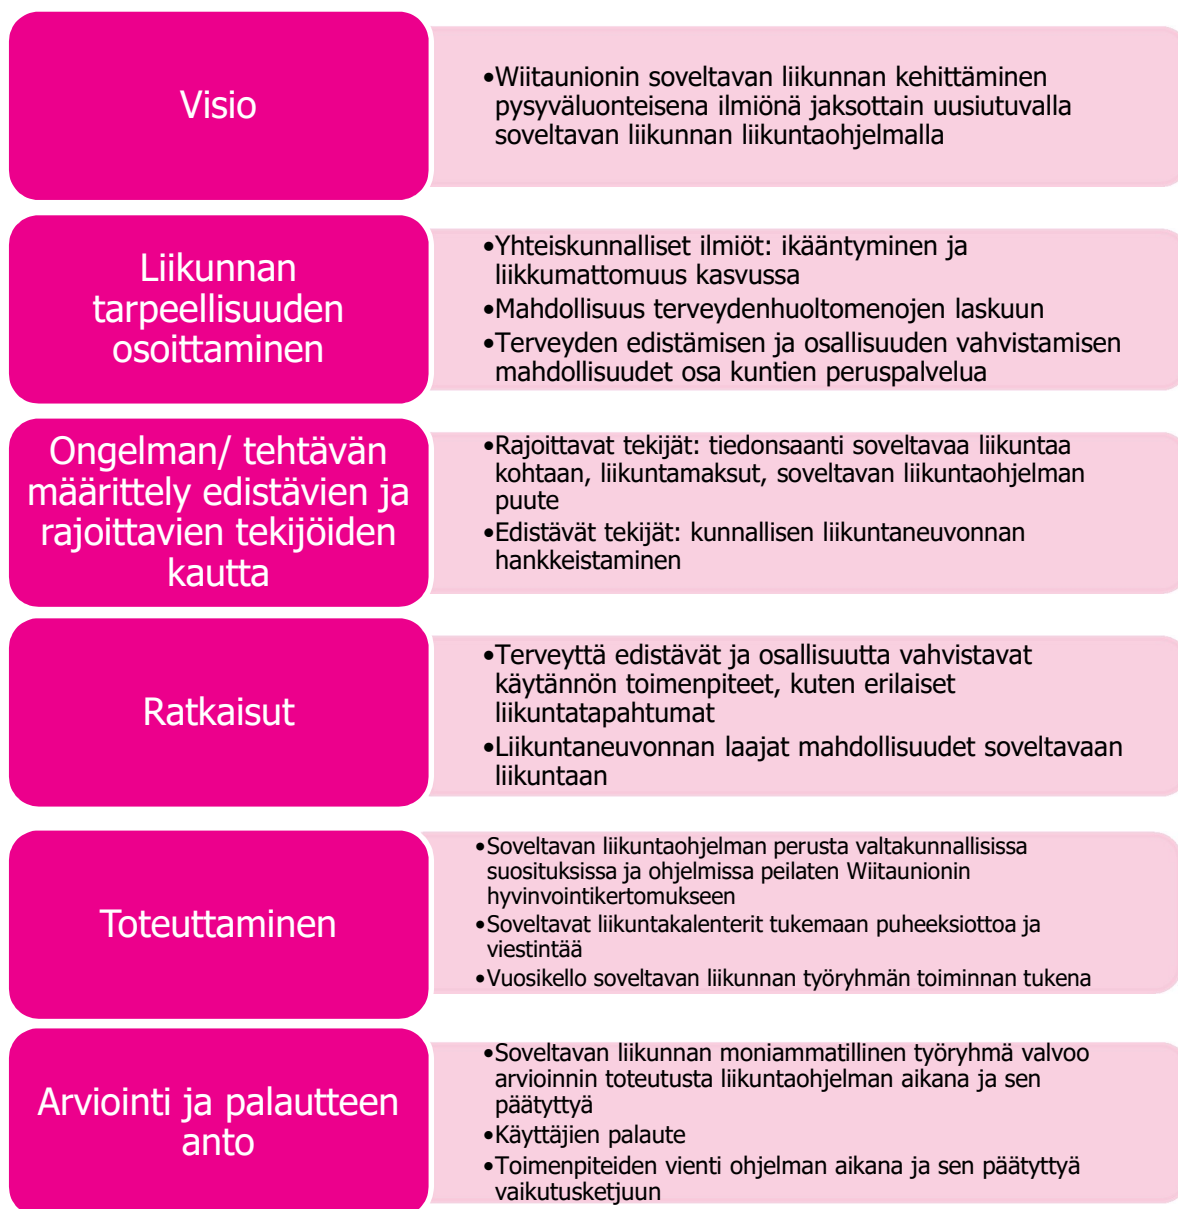 Visio
•Wiitaunionin soveltavan liikunnan kehittäminen
pysyväluonteisena ilmiönä jaksottain uusiutuvalla
soveltavan liikunnan liikuntaohjelmalla
Liikunnan
tarpeellisuuden
osoittaminen
•Yhteiskunnalliset ilmiöt: ikääntyminen ja
liikkumattomuus kasvussa
•Mahdollisuus terveydenhuoltomenojen laskuun
•Terveyden edistämisen ja osallisuuden vahvistamisen
mahdollisuudet osa kuntien peruspalvelua
Ongelman/ tehtävän
määrittely edistävien ja
rajoittavien tekijöiden
kautta
•Rajoittavat tekijät: tiedonsaanti soveltavaa liikuntaa
kohtaan, liikuntamaksut, soveltavan liikuntaohjelman
puute
•Edistävät tekijät: kunnallisen liikuntaneuvonnan
hankkeistaminen
Ratkaisut
•Terveyttä edistävät ja osallisuutta vahvistavat
käytännön toimenpiteet, kuten erilaiset
liikuntatapahtumat
•Liikuntaneuvonnan laajat mahdollisuudet soveltavaan
liikuntaan
Toteuttaminen
•Soveltavan liikuntaohjelman perusta valtakunnallisissa
suosituksissa ja ohjelmissa peilaten Wiitaunionin
hyvinvointikertomukseen
•Soveltavat liikuntakalenterit tukemaan puheeksiottoa ja
viestintää
•Vuosikello soveltavan liikunnan työryhmän toiminnan tukena
Arviointi ja palautteen
anto
•Soveltavan liikunnan moniammatillinen työryhmä valvoo
arvioinnin toteutusta liikuntaohjelman aikana ja sen
päätyttyä
•Käyttäjien palaute
•Toimenpiteiden vienti ohjelman aikana ja sen päätyttyä
vaikutusketjuun